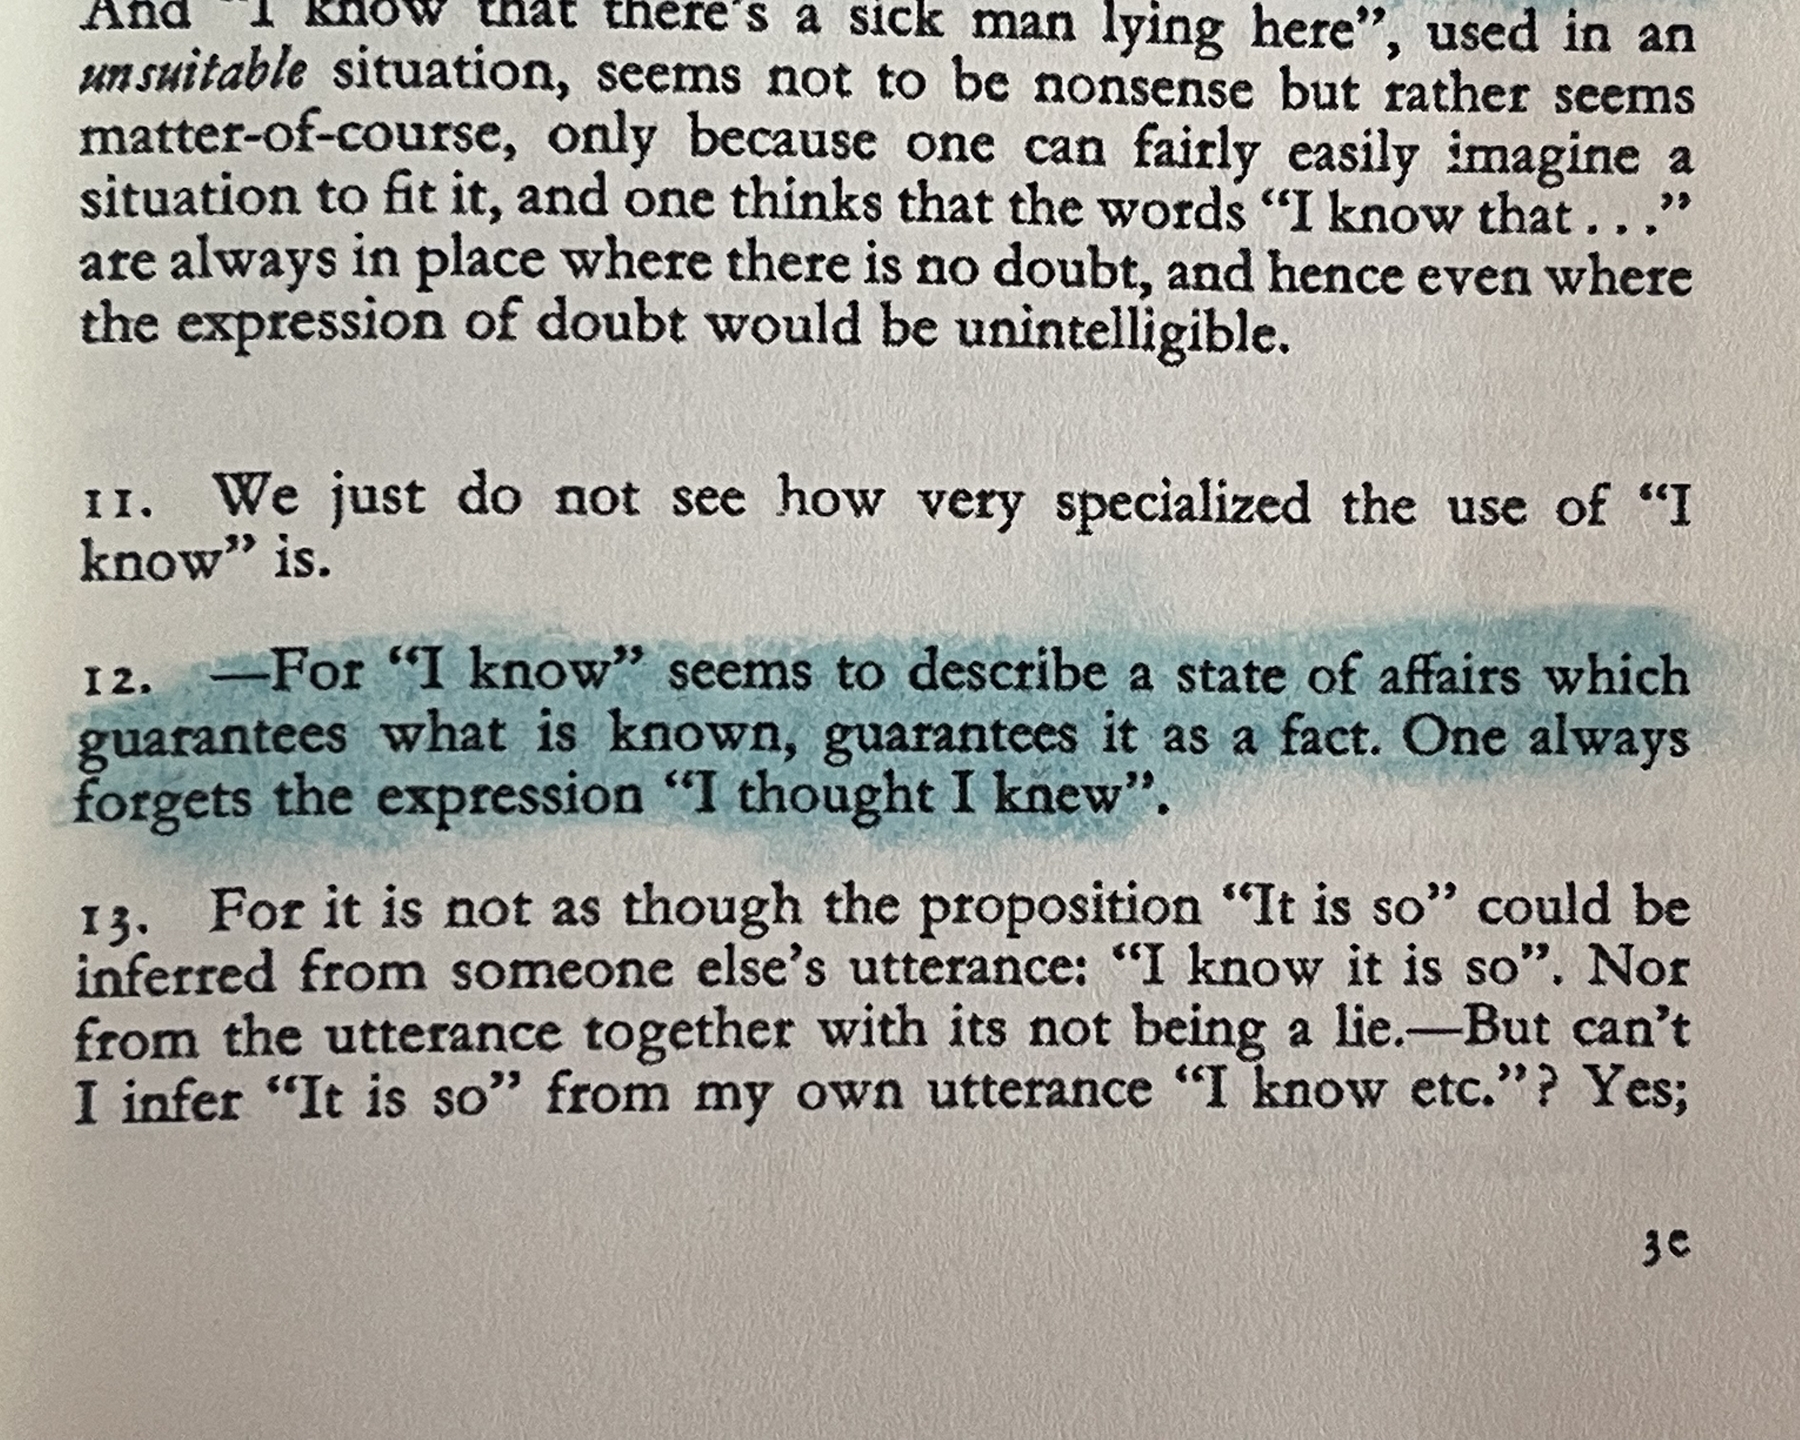 And "I know that there's a sick man lying here", used in an
unsuitable situation, seems not to be nonsense but rather seems
matter-of-course, only because one can fairly easily imagine a
situation to fit it, and one thinks that the words “I know that . . .”
are always in place where there is no doubt, and hence even where
the expression of doubt would be unintelligible.
11. We just do not see how very specialized the use of “I
know” is.
12. —For “I know” seems to describe a state of affairs which
guarantees what is known, guarantees it as a fact. One always
forgets the expression “I thought I knew”.
13. For it is not as though the proposition “It is so” could be
inferred from someone else’s utterance: “I know it is so”. Nor
from the utterance together with its not being a lie.—But can’t
I infer “It is so” from my own utterance “I know etc.”? Yes;
3e